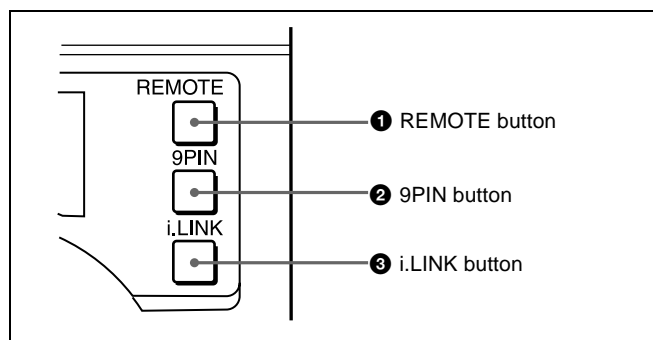 REMOTE
❶ REMOTE button
9PIN
❷ 9PIN button
i.LINK
❸ i.LINK button